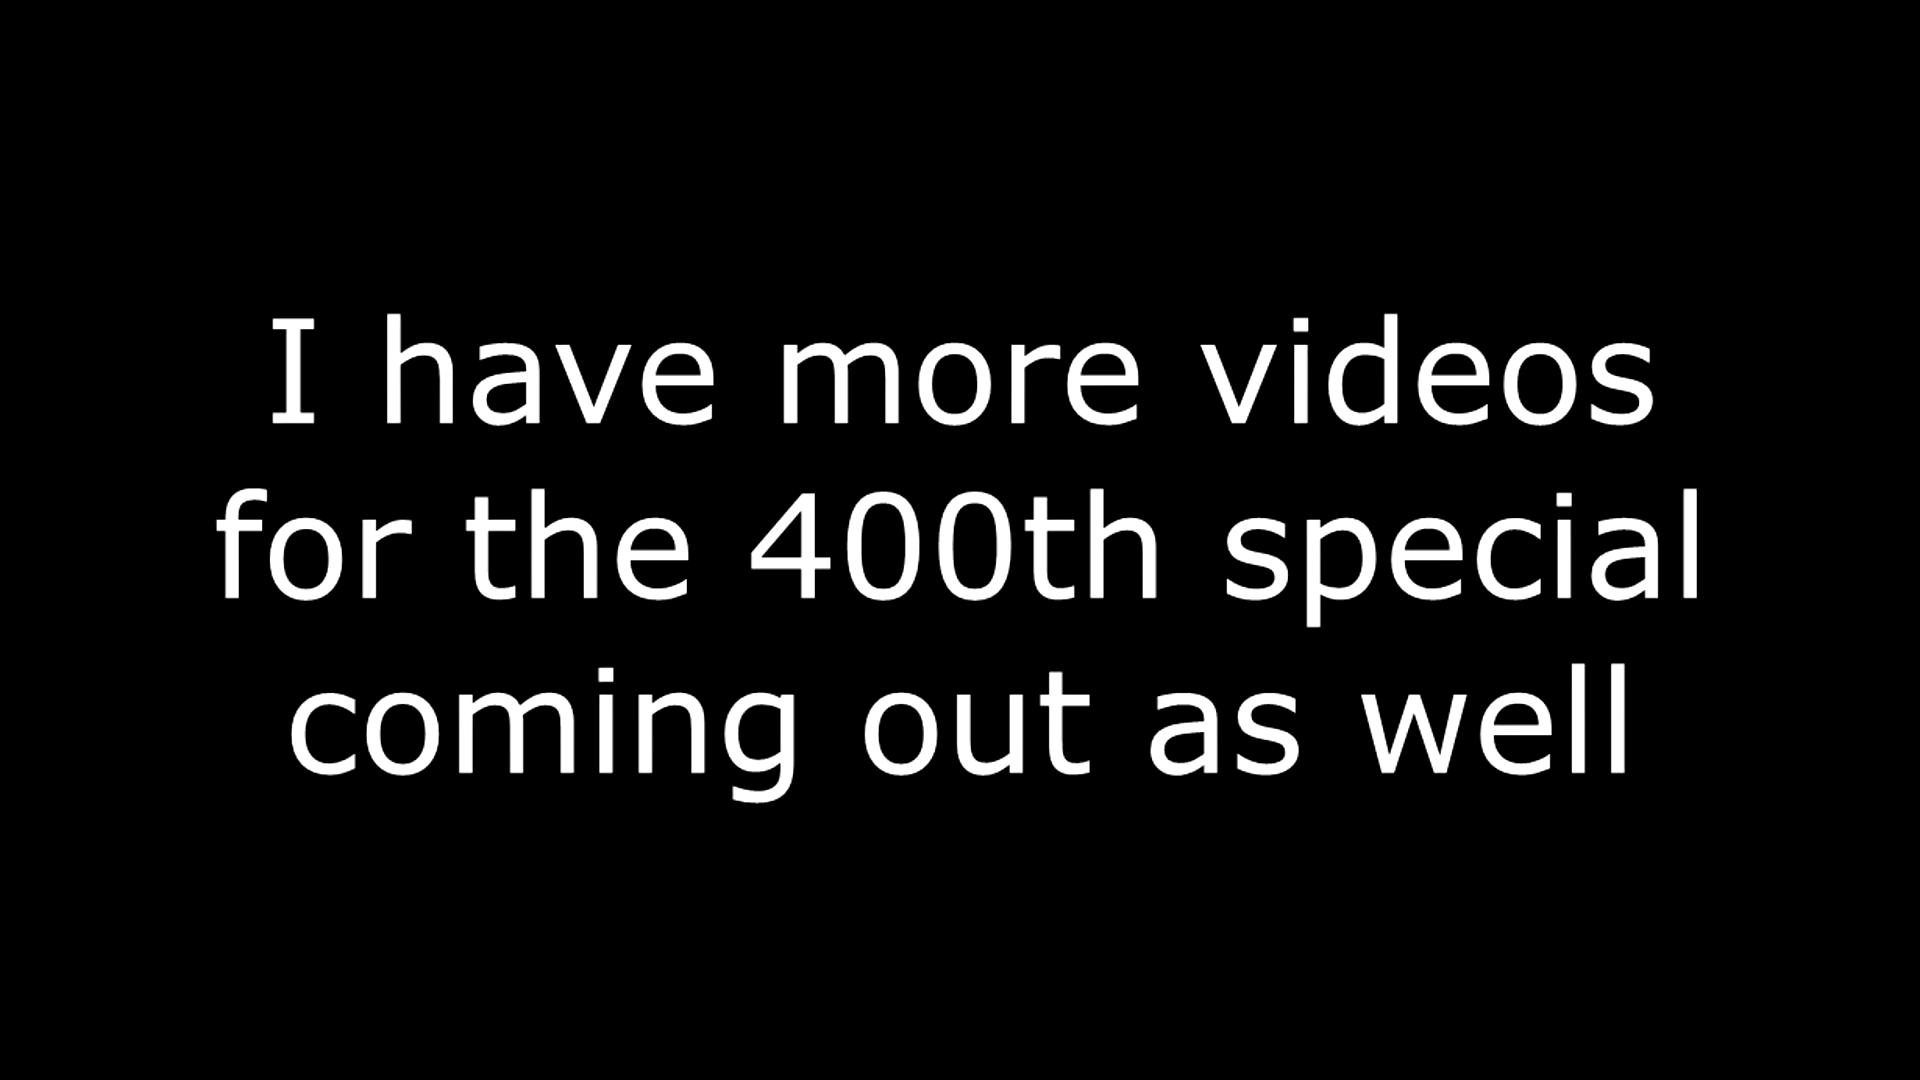 I have more videos
for the 400th special
coming out as well